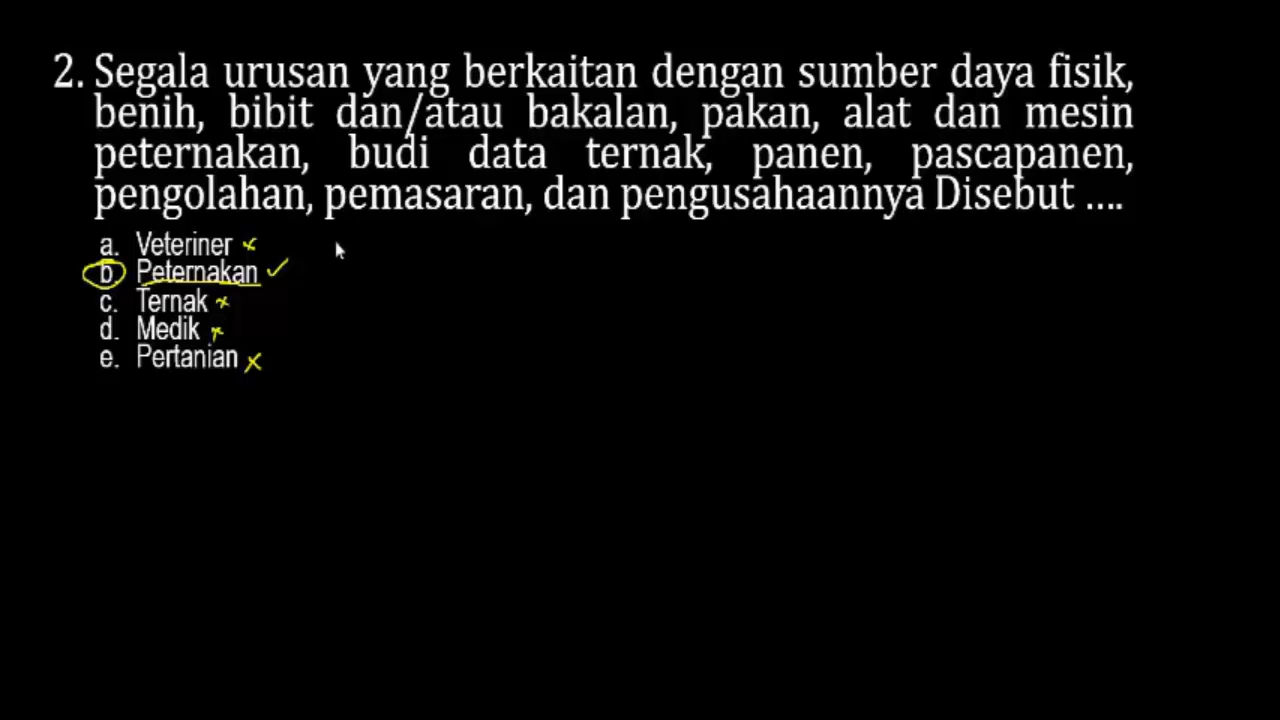 2. Segala urusan yang berkaitan dengan sumber daya fisik,
benih, bibit dan/atau bakalan, pakan, alat dan mesin
peternakan, budi data ternak, panen, pascapanen,
pengolahan, pemasaran, dan pengusahaannya Disebut ....
a. Veteriner
b. Peternakan
c. Ternak
d. Medik
e. Pertanian